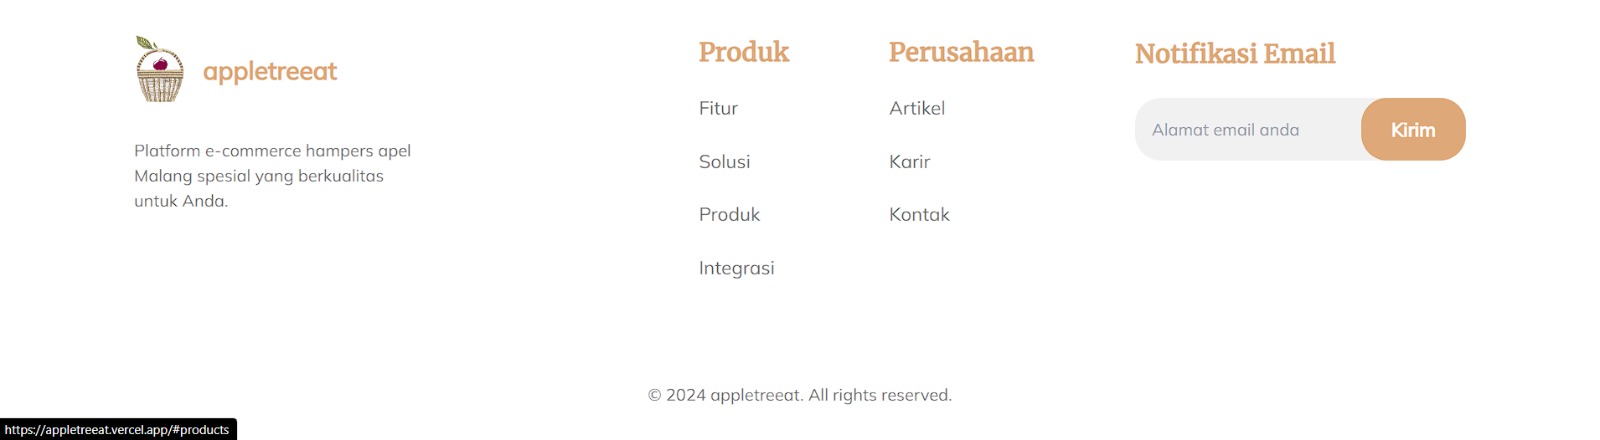 appletreeat
Platform e-commerce hampers apel
Malang spesial yang berkualitas
untuk Anda.
Produk
Fitur
Solusi
Produk
Integrasi
Perusahaan
Artikel
Karir
Kontak
Notifikasi Email
Alamat email anda
Kirim
© 2024 appletreeat. All rights reserved.
https://appletreeat.vercel.app/#products